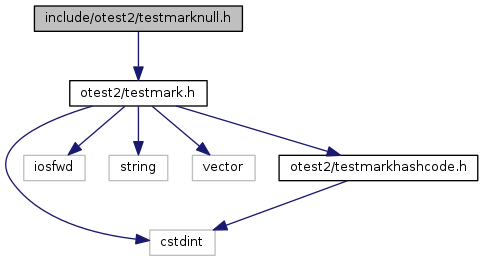 include/otest2/testmarknull.h
otest2/testmark.h
iosfwd
string
vector
otest2/testmarkhashcode.h
cstdint